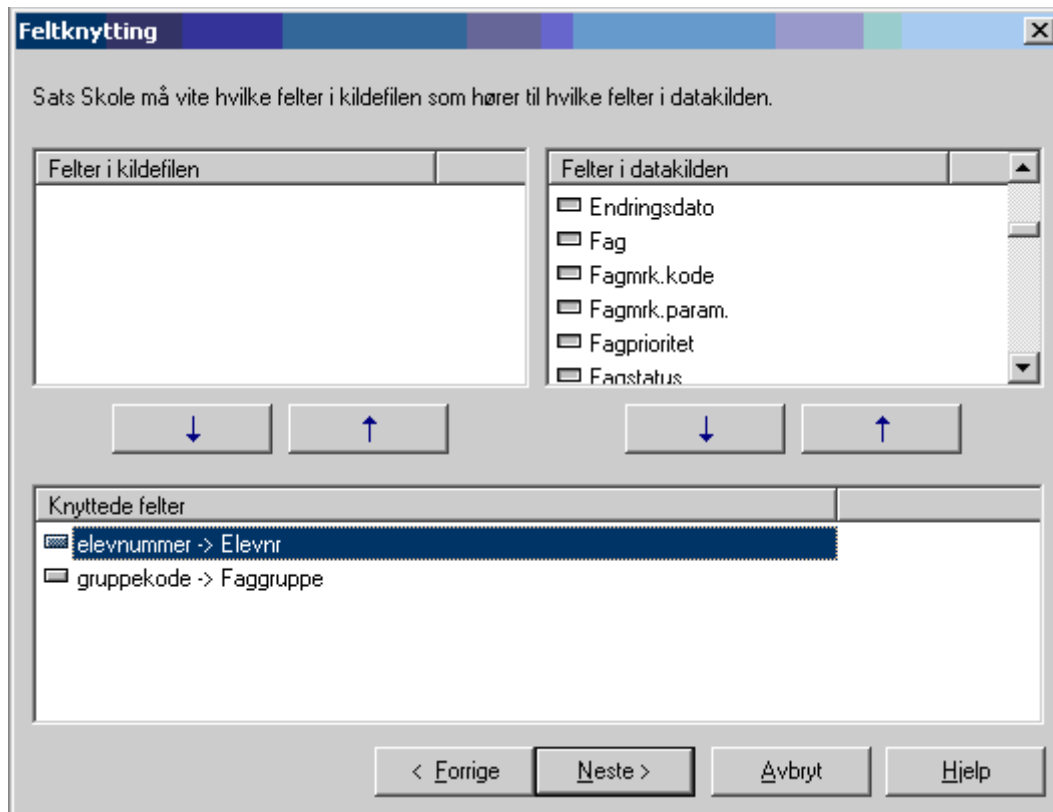 Feltknytting
Sats Skole må vite hvilke felter i kildefilen som hører til hvilke felter i datakilden.
Felter i kildefilen
Felter i datakilden
Endringsdato
Fag
Fagmrk.kode
Fagmrk.param.
Fagprioritet
Fagstatus
Knyttede felter
elevnummer -> Elevnr
gruppekode -> Faggruppe
< Forrige
Neste >
Avbryt
Hjelp